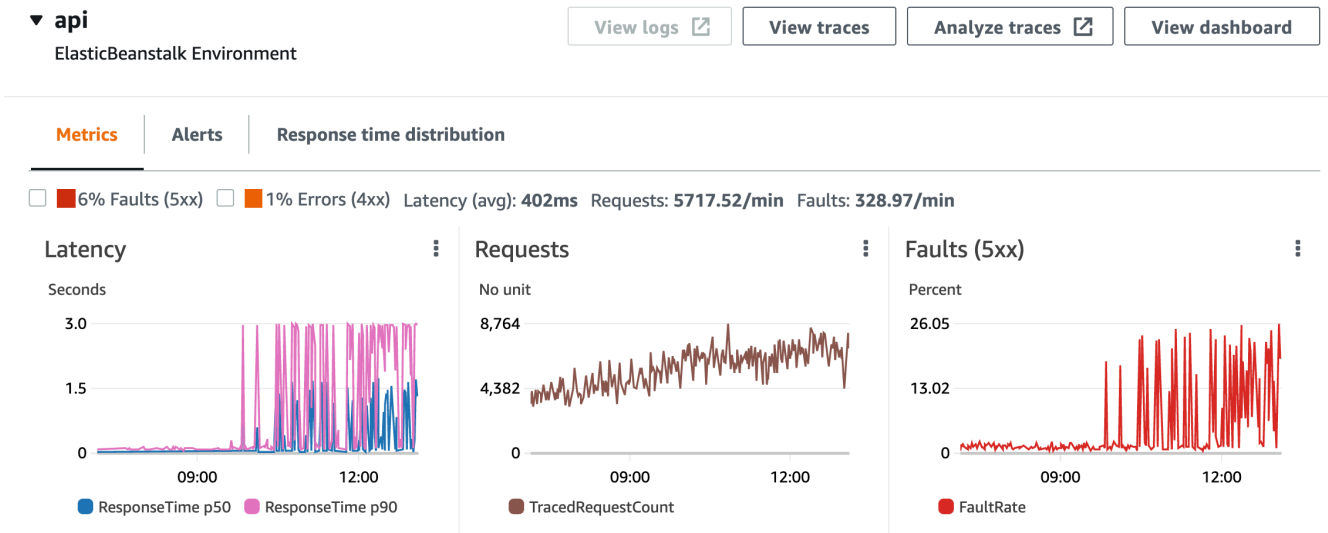 api
View logs
View traces
Analyze traces
View dashboard
ElasticBeanstalk Environment
Metrics
Alerts
Response time distribution
6% Faults (5xx) 1% Errors (4xx) Latency (avg): 402ms Requests: 5717.52/min Faults: 328.97/min
Latency
Seconds
3.0
1.5
0
09:00 12:00
ResponseTime p50 ResponseTime p90
Requests
No unit
8,764
4,382
0
09:00 12:00
TracedRequestCount
Faults (5xx)
Percent
26.05
13.02
0
09:00 12:00
FaultRate